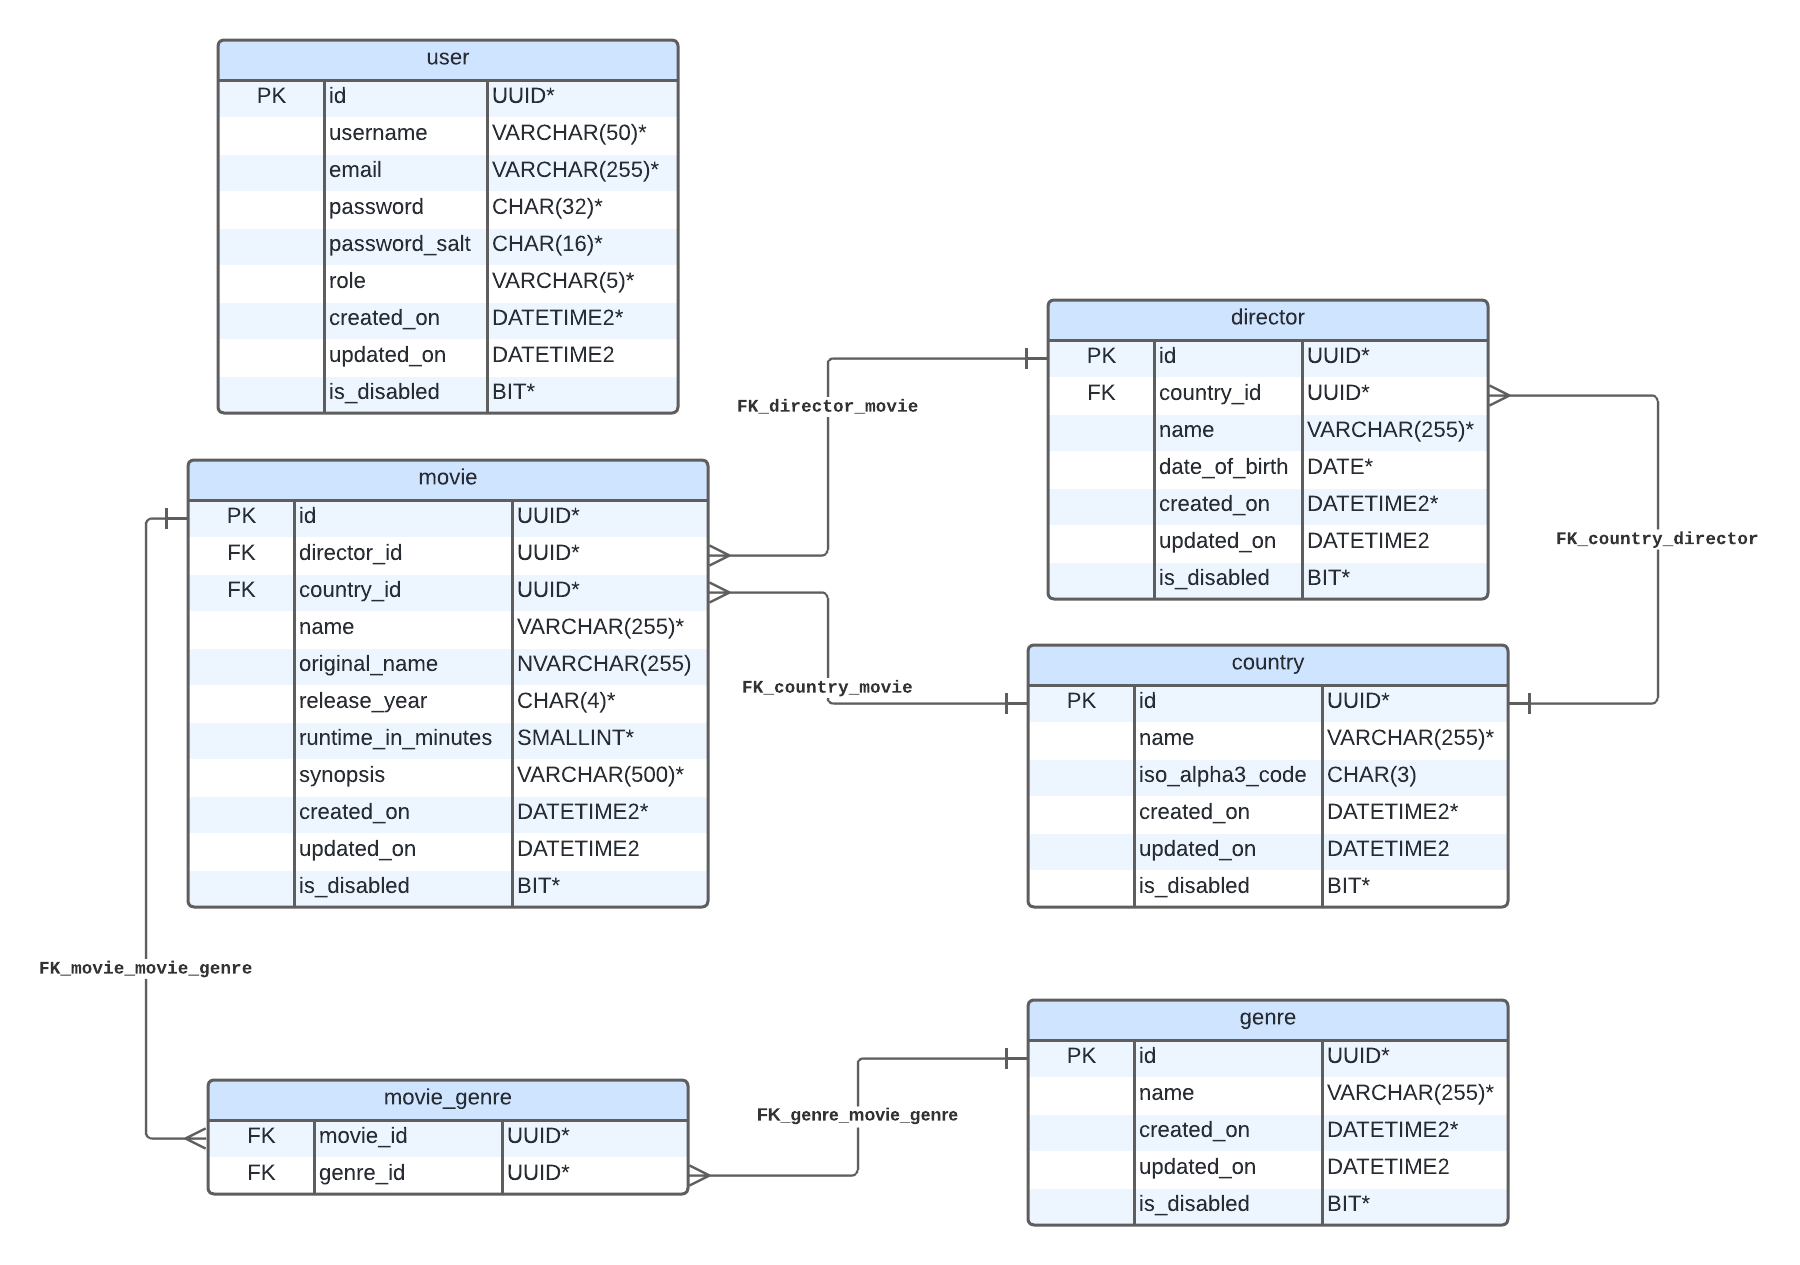 user
PK id UUID*
username VARCHAR(50)*
email VARCHAR(255)*
password CHAR(32)*
password_salt CHAR(16)*
role VARCHAR(5)*
created_on DATETIME2*
updated_on DATETIME2
is_disabled BIT*
director
PK id UUID*
FK country_id UUID*
name VARCHAR(255)*
date_of_birth DATE*
created_on DATETIME2*
updated_on DATETIME2
is_disabled BIT*
FK_director_movie
FK_country_director
movie
PK id UUID*
FK director_id UUID*
FK country_id UUID*
name VARCHAR(255)*
original_name NVARCHAR(255)
release_year CHAR(4)*
runtime_in_minutes SMALLINT*
synopsis VARCHAR(500)*
created_on DATETIME2*
updated_on DATETIME2
is_disabled BIT*
FK_country_movie
country
PK id UUID*
name VARCHAR(255)*
iso_alpha3_code CHAR(3)
created_on DATETIME2*
updated_on DATETIME2
is_disabled BIT*
FK_movie_movie_genre
movie_genre
FK movie_id UUID*
FK genre_id UUID*
FK_genre_movie_genre
genre
PK id UUID*
name VARCHAR(255)*
created_on DATETIME2*
updated_on DATETIME2
is_disabled BIT*